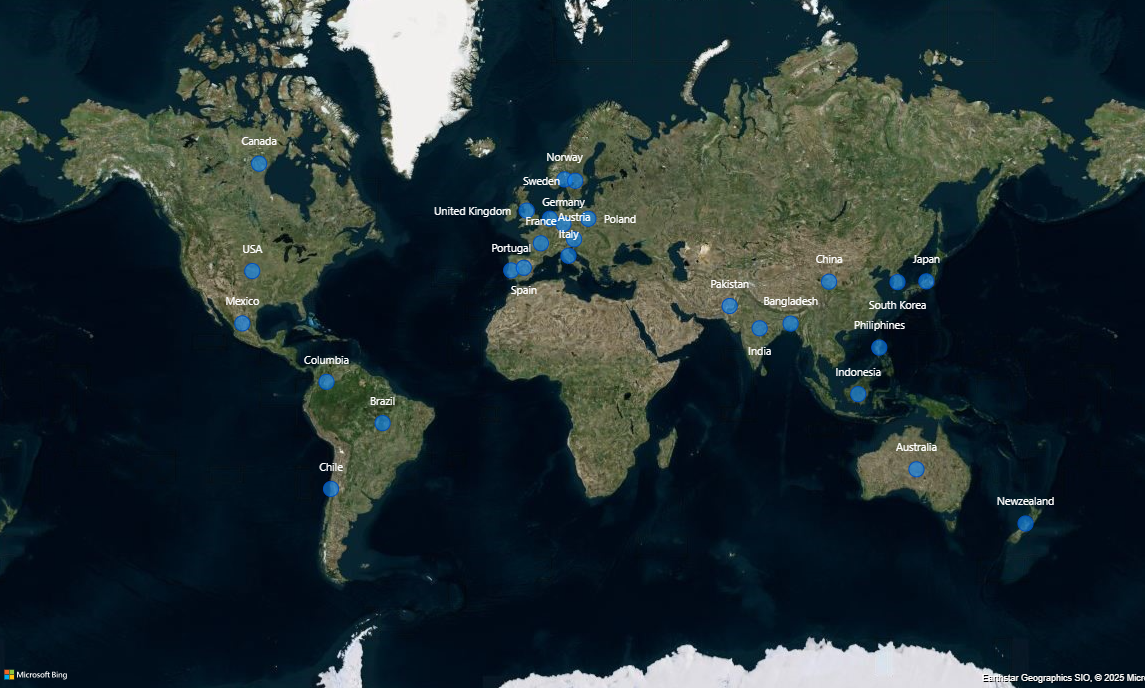 Canada
Norway
Sweden
Germany
United Kingdom
France
Austria
Poland
Italy
USA
Portugal
China
Japan
Pakistan
Spain
Mexico
Bangladesh
South Korea
Philiphines
India
Columbia
Indonesia
Brazil
Australia
Chile
Newzealand
Microsoft Bing
Earthstar Geographics SIO, © 2025 Micr